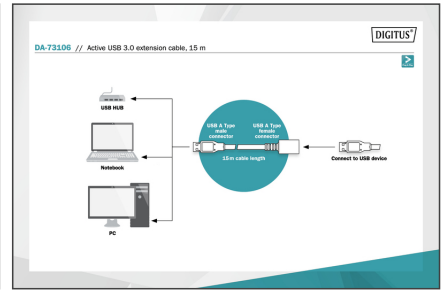 DIGITUS®
DA-73106 // Active USB 3.0 extension cable, 15 m
USB HUB
USB A Type
male
connector
USB A Type
female
connector
15m cable length
Notebook
Connect to USB device
PC